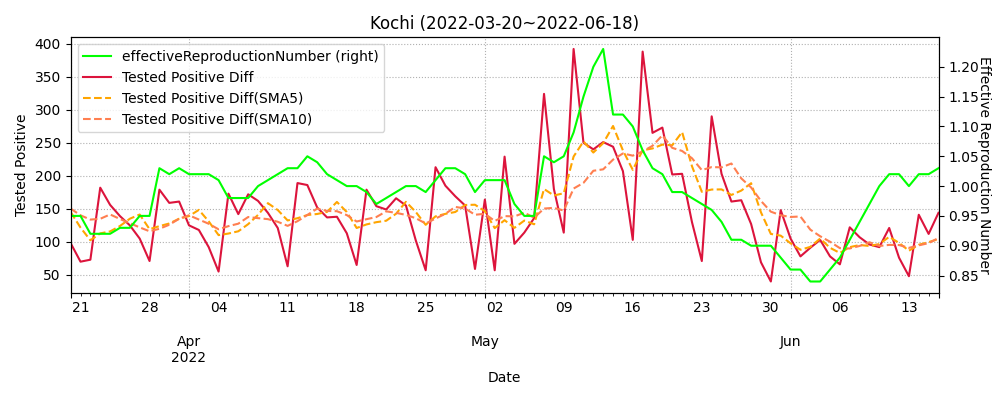 Kochi (2022-03-20~2022-06-18)
effectiveReproductionNumber (right)
Tested Positive Diff
Tested Positive Diff(SMA5)
Tested Positive Diff(SMA10)
Tested Positive
400
350
300
250
200
150
100
50
1.20
1.15
1.10
1.05
1.00
0.95
0.90
0.85
Effective Reproduction Number
21 28 04 11 18 25 02 09 16 23 30 06 13
Apr May Jun
2022
Date